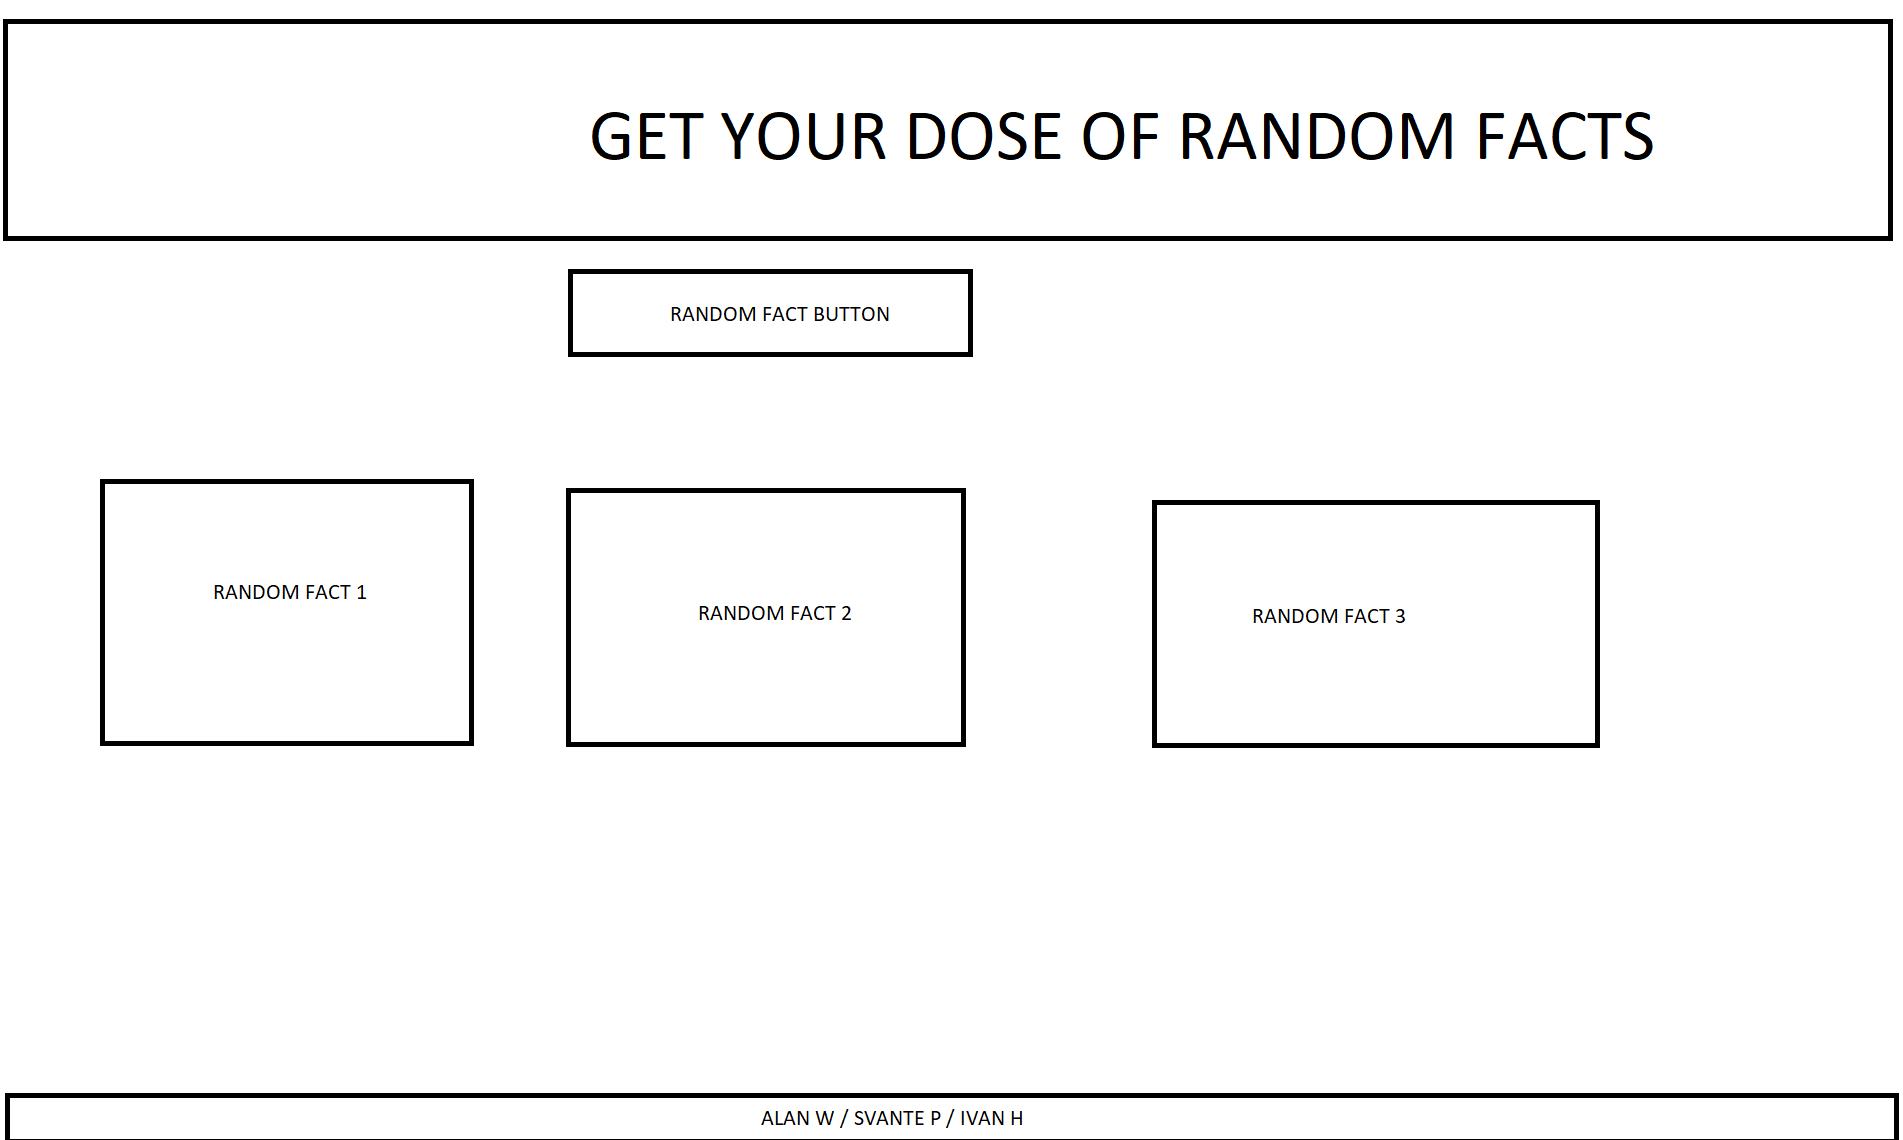 GET YOUR DOSE OF RANDOM FACTS
RANDOM FACT BUTTON
RANDOM FACT 1
RANDOM FACT 2
RANDOM FACT 3
ALAN W / SVANTE P / IVAN H